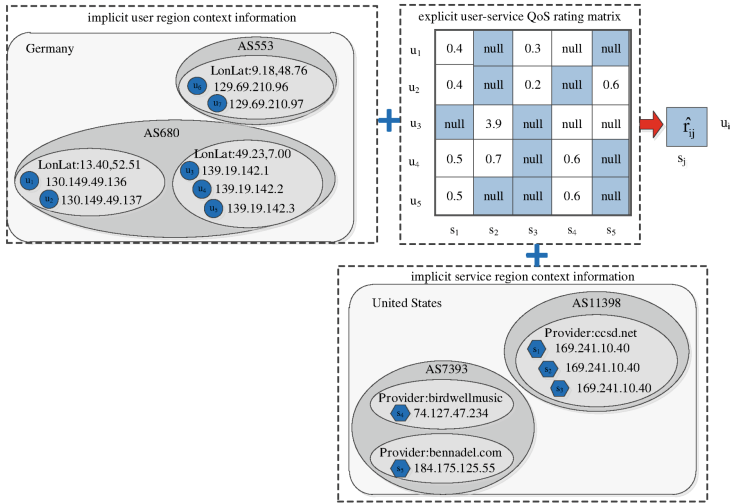 implicit user region context information
Germany
AS553
LonLat:9.18,48.76
u6 129.69.210.96
129.69.210.97
AS680
LonLat:13.40,52.51
130.149.49.136
u2 130.149.49.137
LonLat:49.23,7.00
u3 139.19.142.1
u4 139.19.142.2
u5 139.19.142.3
explicit user-service QoS rating matrix
u1 0.4 null 0.3 null null
u2 0.4 null 0.2 null 0.6
u3 null 3.9 null null null
u4 0.5 0.7 null 0.6 null
u5 0.5 null null 0.6 null
s1 s2 s3 s4 s5
r̂ij ui
sj
implicit service region context information
United States
AS11398
Provider:ccsd.net
169.241.10.40
s2 169.241.10.40
s3 169.241.10.40
AS7393
Provider:birdwellmusic
s4 74.127.47.234
Provider:bennadel.com
s5 184.175.125.55